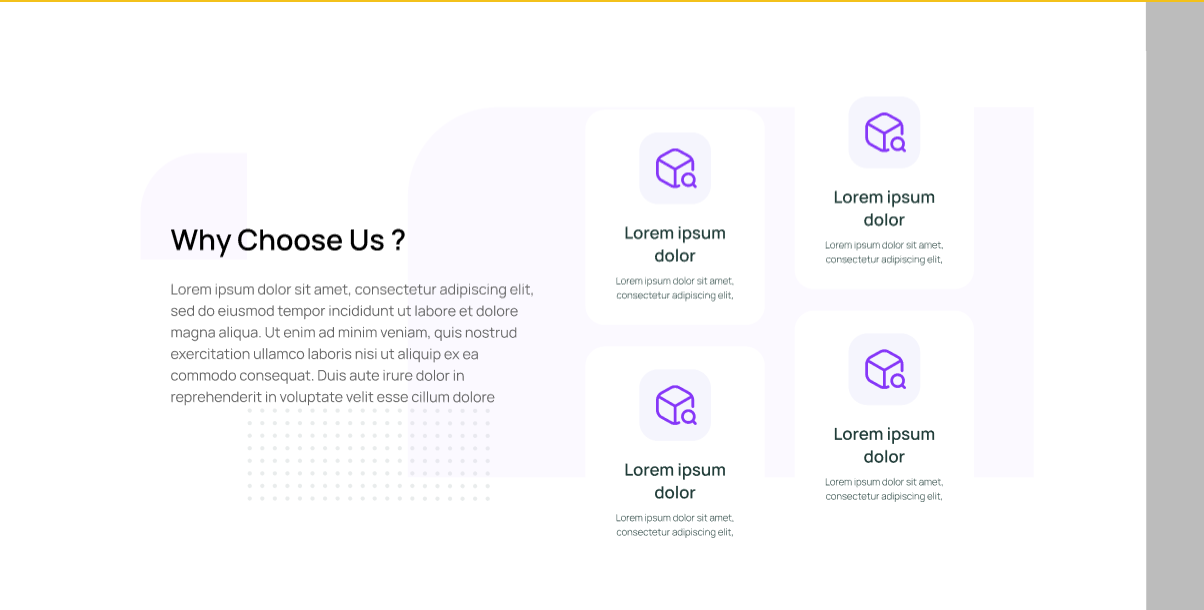 Why Choose Us ?
Lorem ipsum dolor sit amet, consectetur adipiscing elit,
sed do eiusmod tempor incididunt ut labore et dolore
magna aliqua. Ut enim ad minim veniam, quis nostrud
exercitation ullamco laboris nisi ut aliquip ex ea
commodo consequat. Duis aute irure dolor in
reprehenderit in voluptate velit esse cillum dolore
Lorem ipsum
dolor
Lorem ipsum dolor sit amet,
consectetur adipiscing elit,
Lorem ipsum
dolor
Lorem ipsum dolor sit amet,
consectetur adipiscing elit,
Lorem ipsum
dolor
Lorem ipsum dolor sit amet,
consectetur adipiscing elit,
Lorem ipsum
dolor
Lorem ipsum dolor sit amet,
consectetur adipiscing elit,